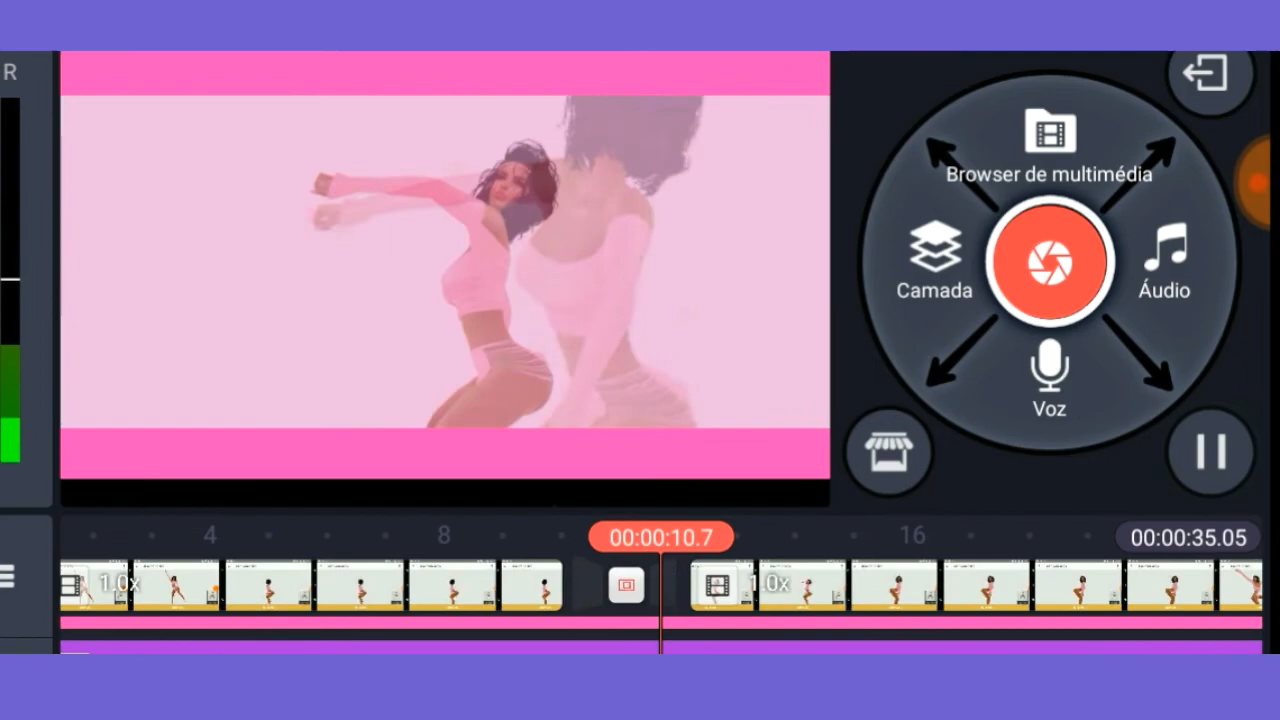 R
Browser de multimédia
Camada
Áudio
Voz
4
8
00:00:10.7
16
00:00:35.05
1.0x
1.0x